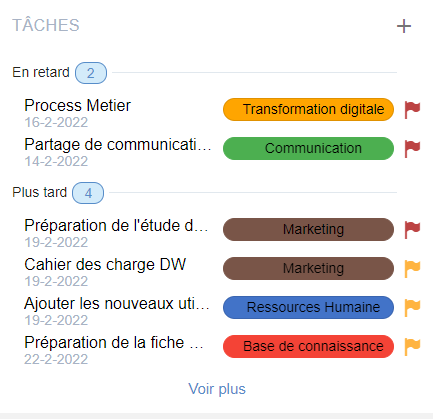 TÂCHES +
En retard 2
Process Metier Transformation digitale
16-2-2022
Partage de communicati... Communication
14-2-2022
Plus tard 4
Préparation de l'étude d... Marketing
19-2-2022
Cahier des charge DW Marketing
19-2-2022
Ajouter les nouveaux uti... Ressources Humaine
19-2-2022
Préparation de la fiche ... Base de connaissance
22-2-2022
Voir plus